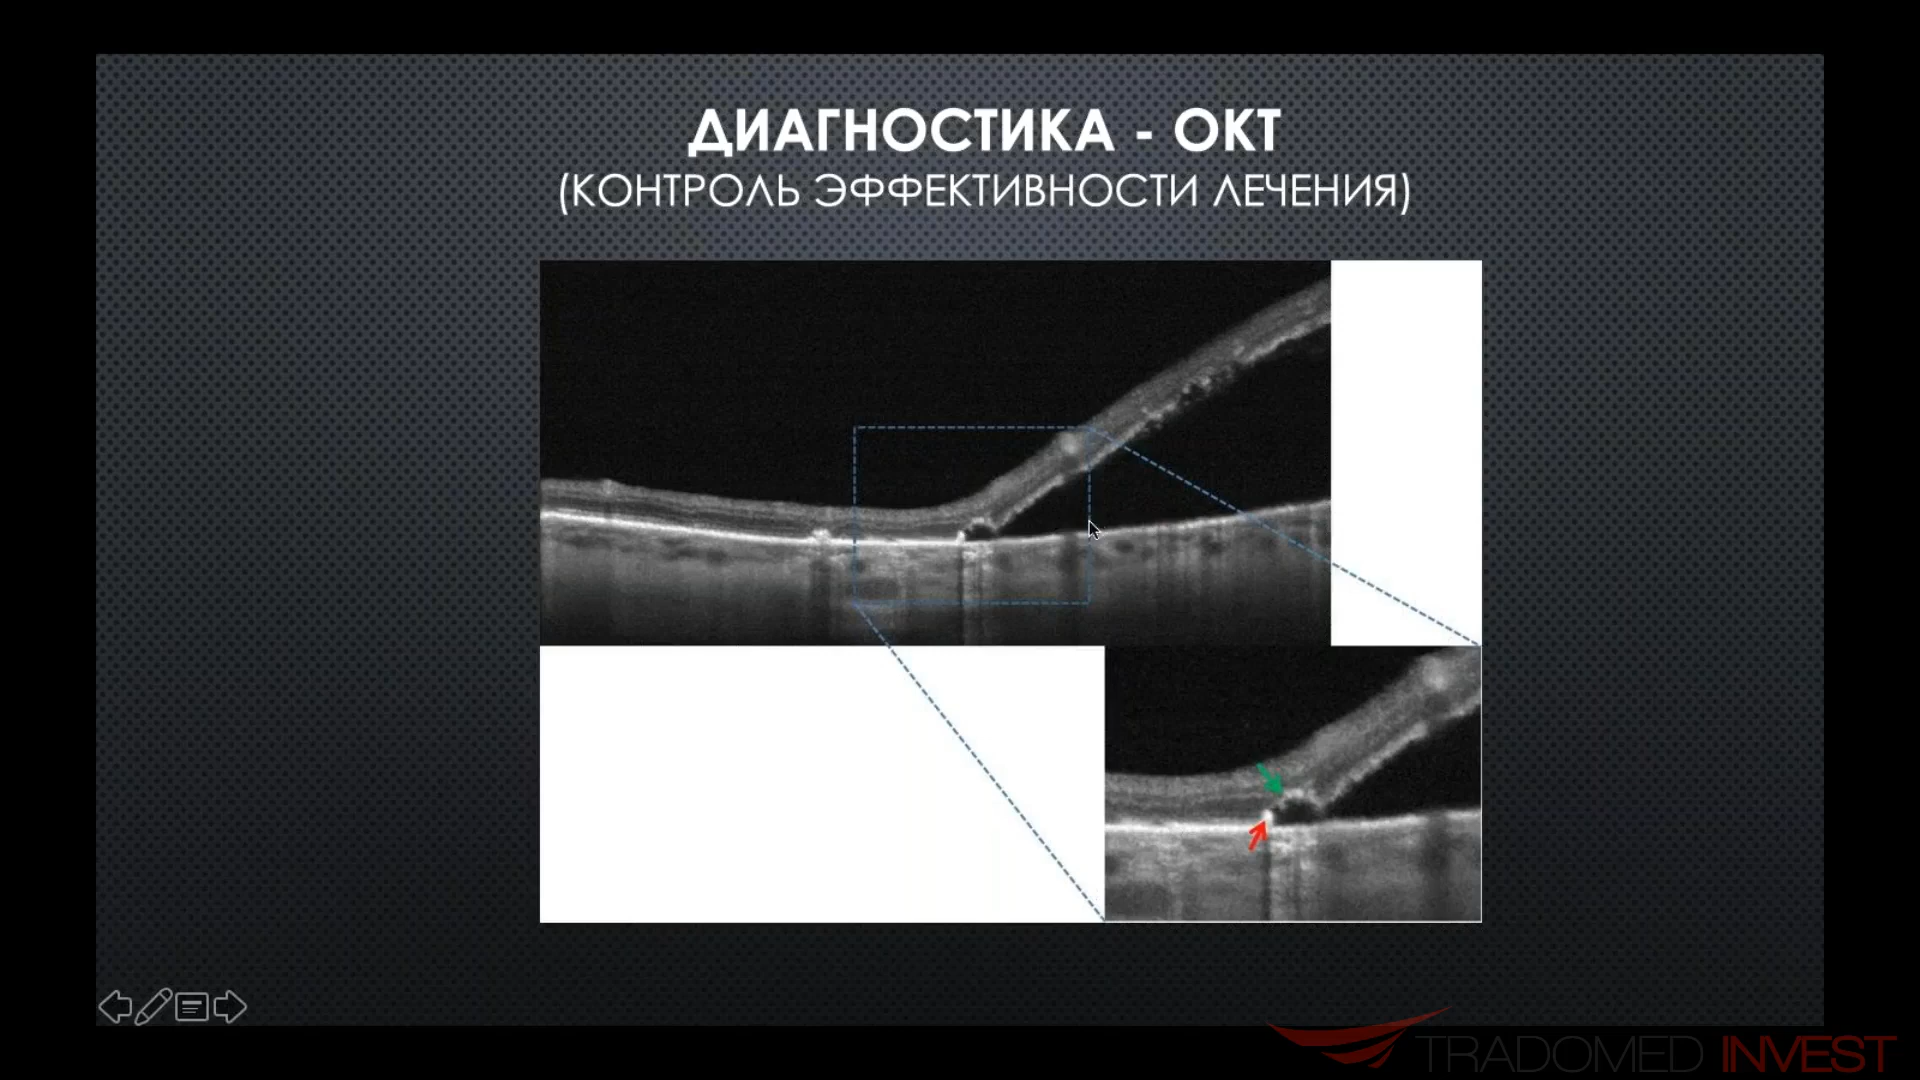 ДИАГНОСТИКА - ОКТ
(КОНТРОЛЬ ЭФФЕКТИВНОСТИ ЛЕЧЕНИЯ)
TRADOMED INVEST